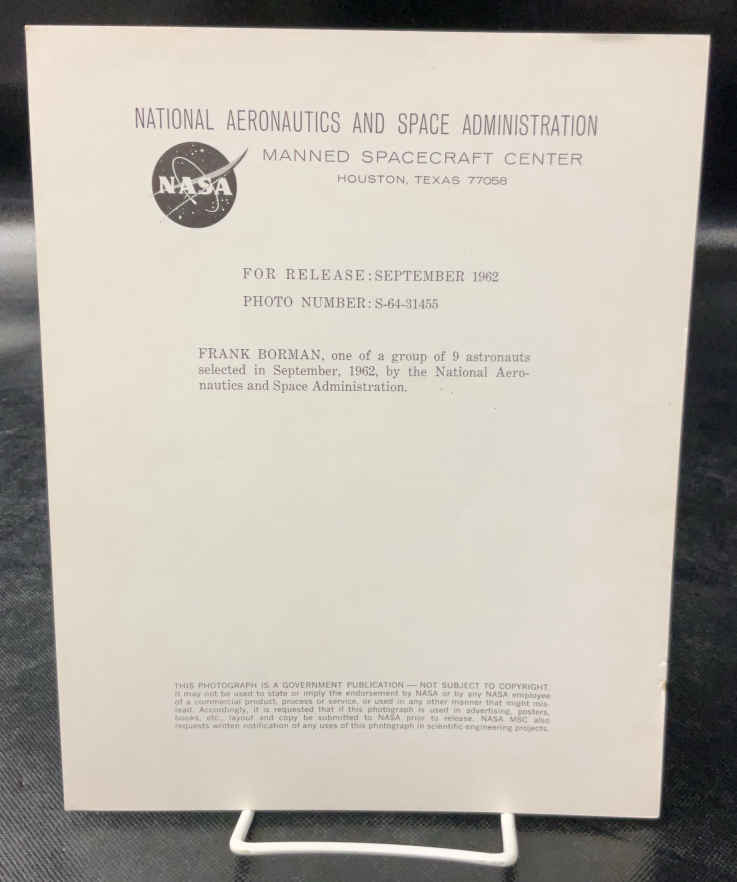 NATIONAL AERONAUTICS AND SPACE ADMINISTRATION
MANNED SPACECRAFT CENTER
HOUSTON, TEXAS 77058
NASA
FOR RELEASE: SEPTEMBER 1962
PHOTO NUMBER: S-64-31455
FRANK BORMAN, one of a group of 9 astronauts
selected in September, 1962, by the National Aero-
nautics and Space Administration.
THIS PHOTOGRAPH IS A GOVERNMENT PUBLICATION — NOT SUBJECT TO COPYRIGHT.
It may not be used to state or imply the endorsement by NASA or by any NASA employee
of a commercial product, process or service, or used in any other manner that might mis-
lead. Accordingly, it is requested that if this photograph is used in advertising, posters,
books, etc., layout and copy be submitted to NASA prior to release. NASA MSC also
requests written notification of any uses of this photograph in scientific-engineering projects.